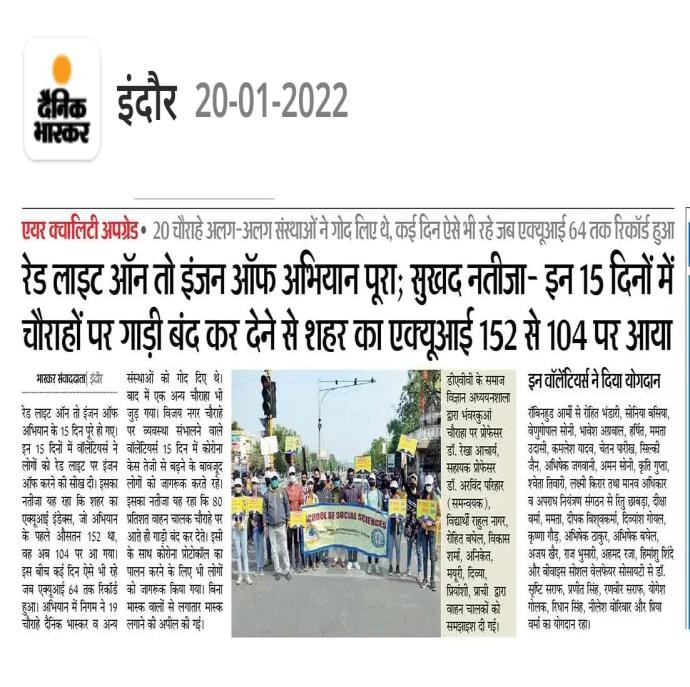 दैनिक
भास्कर
इंदौर 20-01-2022
एयर क्वालिटी अपग्रेड • 20 चौराहे अलग-अलग संस्थाओं ने गोद लिए थे, कई दिन ऐसे भी रहे जब एक्यूआई 64 तक रिकॉर्ड हुआ
रेड लाइट ऑन तो इंजन ऑफ अभियान पूरा; सुखद नतीजा- इन 15 दिनों में
चौराहों पर गाड़ी बंद कर देने से शहर का एक्यूआई 152 से 104 पर आया
भास्कर संवाददाता| इंदौर
रेड लाइट ऑन तो इंजन ऑफ
अभियान के 15 दिन पूरे हो गए।
इन 15 दिनों में वॉलेंटियर्स ने
लोगों को रेड लाइट पर इंजन
ऑफ करने की सीख दी। इसका
नतीजा यह रहा कि शहर का
एक्यूआई इंडेक्स, जो अभियान
के पहले औसतन 152 था,
वह अब 104 पर आ गया।
इस बीच कई दिन ऐसे भी रहे
जब एक्यूआई 64 तक रिकॉर्ड
हुआ। अभियान में निगम ने 19
चौराहे दैनिक भास्कर व अन्य
संस्थाओं को गोद दिए थे।
बाद में एक अन्य चौराहा भी
जुड़ गया। विजय नगर चौराहे
पर व्यवस्था संभालने वाले
वॉलेंटियर्स 15 दिन में कोरोना
केस तेजी से बढ़ने के बावजूद
लोगों को जागरूक करते रहे।
इसका नतीजा यह रहा कि 80
प्रतिशत वाहन चालक चौराहे पर
आते ही गाड़ी बंद कर देते। इसी
के साथ कोरोना प्रोटोकॉल का
पालन करने के लिए भी लोगों
को जागरूक किया गया। बिना
मास्क वालों से लगातार मास्क
लगाने की अपील की गई।
SCHOOL OF SOCIAL SCIENCES
डीएवीवी के समाज
विज्ञान अध्ययनशाला
द्वारा भंवरकुआं
चौराहा पर प्रोफेसर
डॉ. रेखा आचार्य,
सहायक प्रोफेसर
डॉ. अरविंद परिहार
(समन्वयक),
विद्यार्थी राहुल नागर,
रोहित बघेल, विकास
शर्मा, अनिकेत,
मयूरी, दिव्या,
प्रियांशी, प्राची द्वारा
वाहन चालकों को
समझाइश दी गई।
इन वॉलेंटियर्स ने दिया योगदान
रॉबिनहुड आर्मी से रोहित भंडारी, सोनिया बसिया,
वेणुगोपाल सोनी, भावेश अग्रवाल, हर्षित, ममता
उदासी, कमलेश यादव, चेतन पारीख, सिल्की
जैन, अभिषेक जगवानी, अमन सोनी, कृति गुप्ता,
श्वेता तिवारी, लक्ष्मी किरार तथा मानव अधिकार
व अपराध नियंत्रण संगठन से रितु छाबड़ा, दीक्षा
वर्मा, ममता, दीपक विश्वकर्मा, दिव्यांश गोयल,
कृष्णा गौड़, अभिषेक ठाकुर, अभिषेक बघेल,
अजय खैर, राज भुसारी, अहमद रजा, हिमांशु शिंदे
और बीवाइस सोशल वेलफेयर सोसायटी से डॉ.
सृष्टि सराफ, प्रणीत सिंह, रणवीर सराफ, योगेश
गोलक, रिधान सिंह, नीलेश वोरिवार और प्रिया
वर्मा का योगदान रहा।